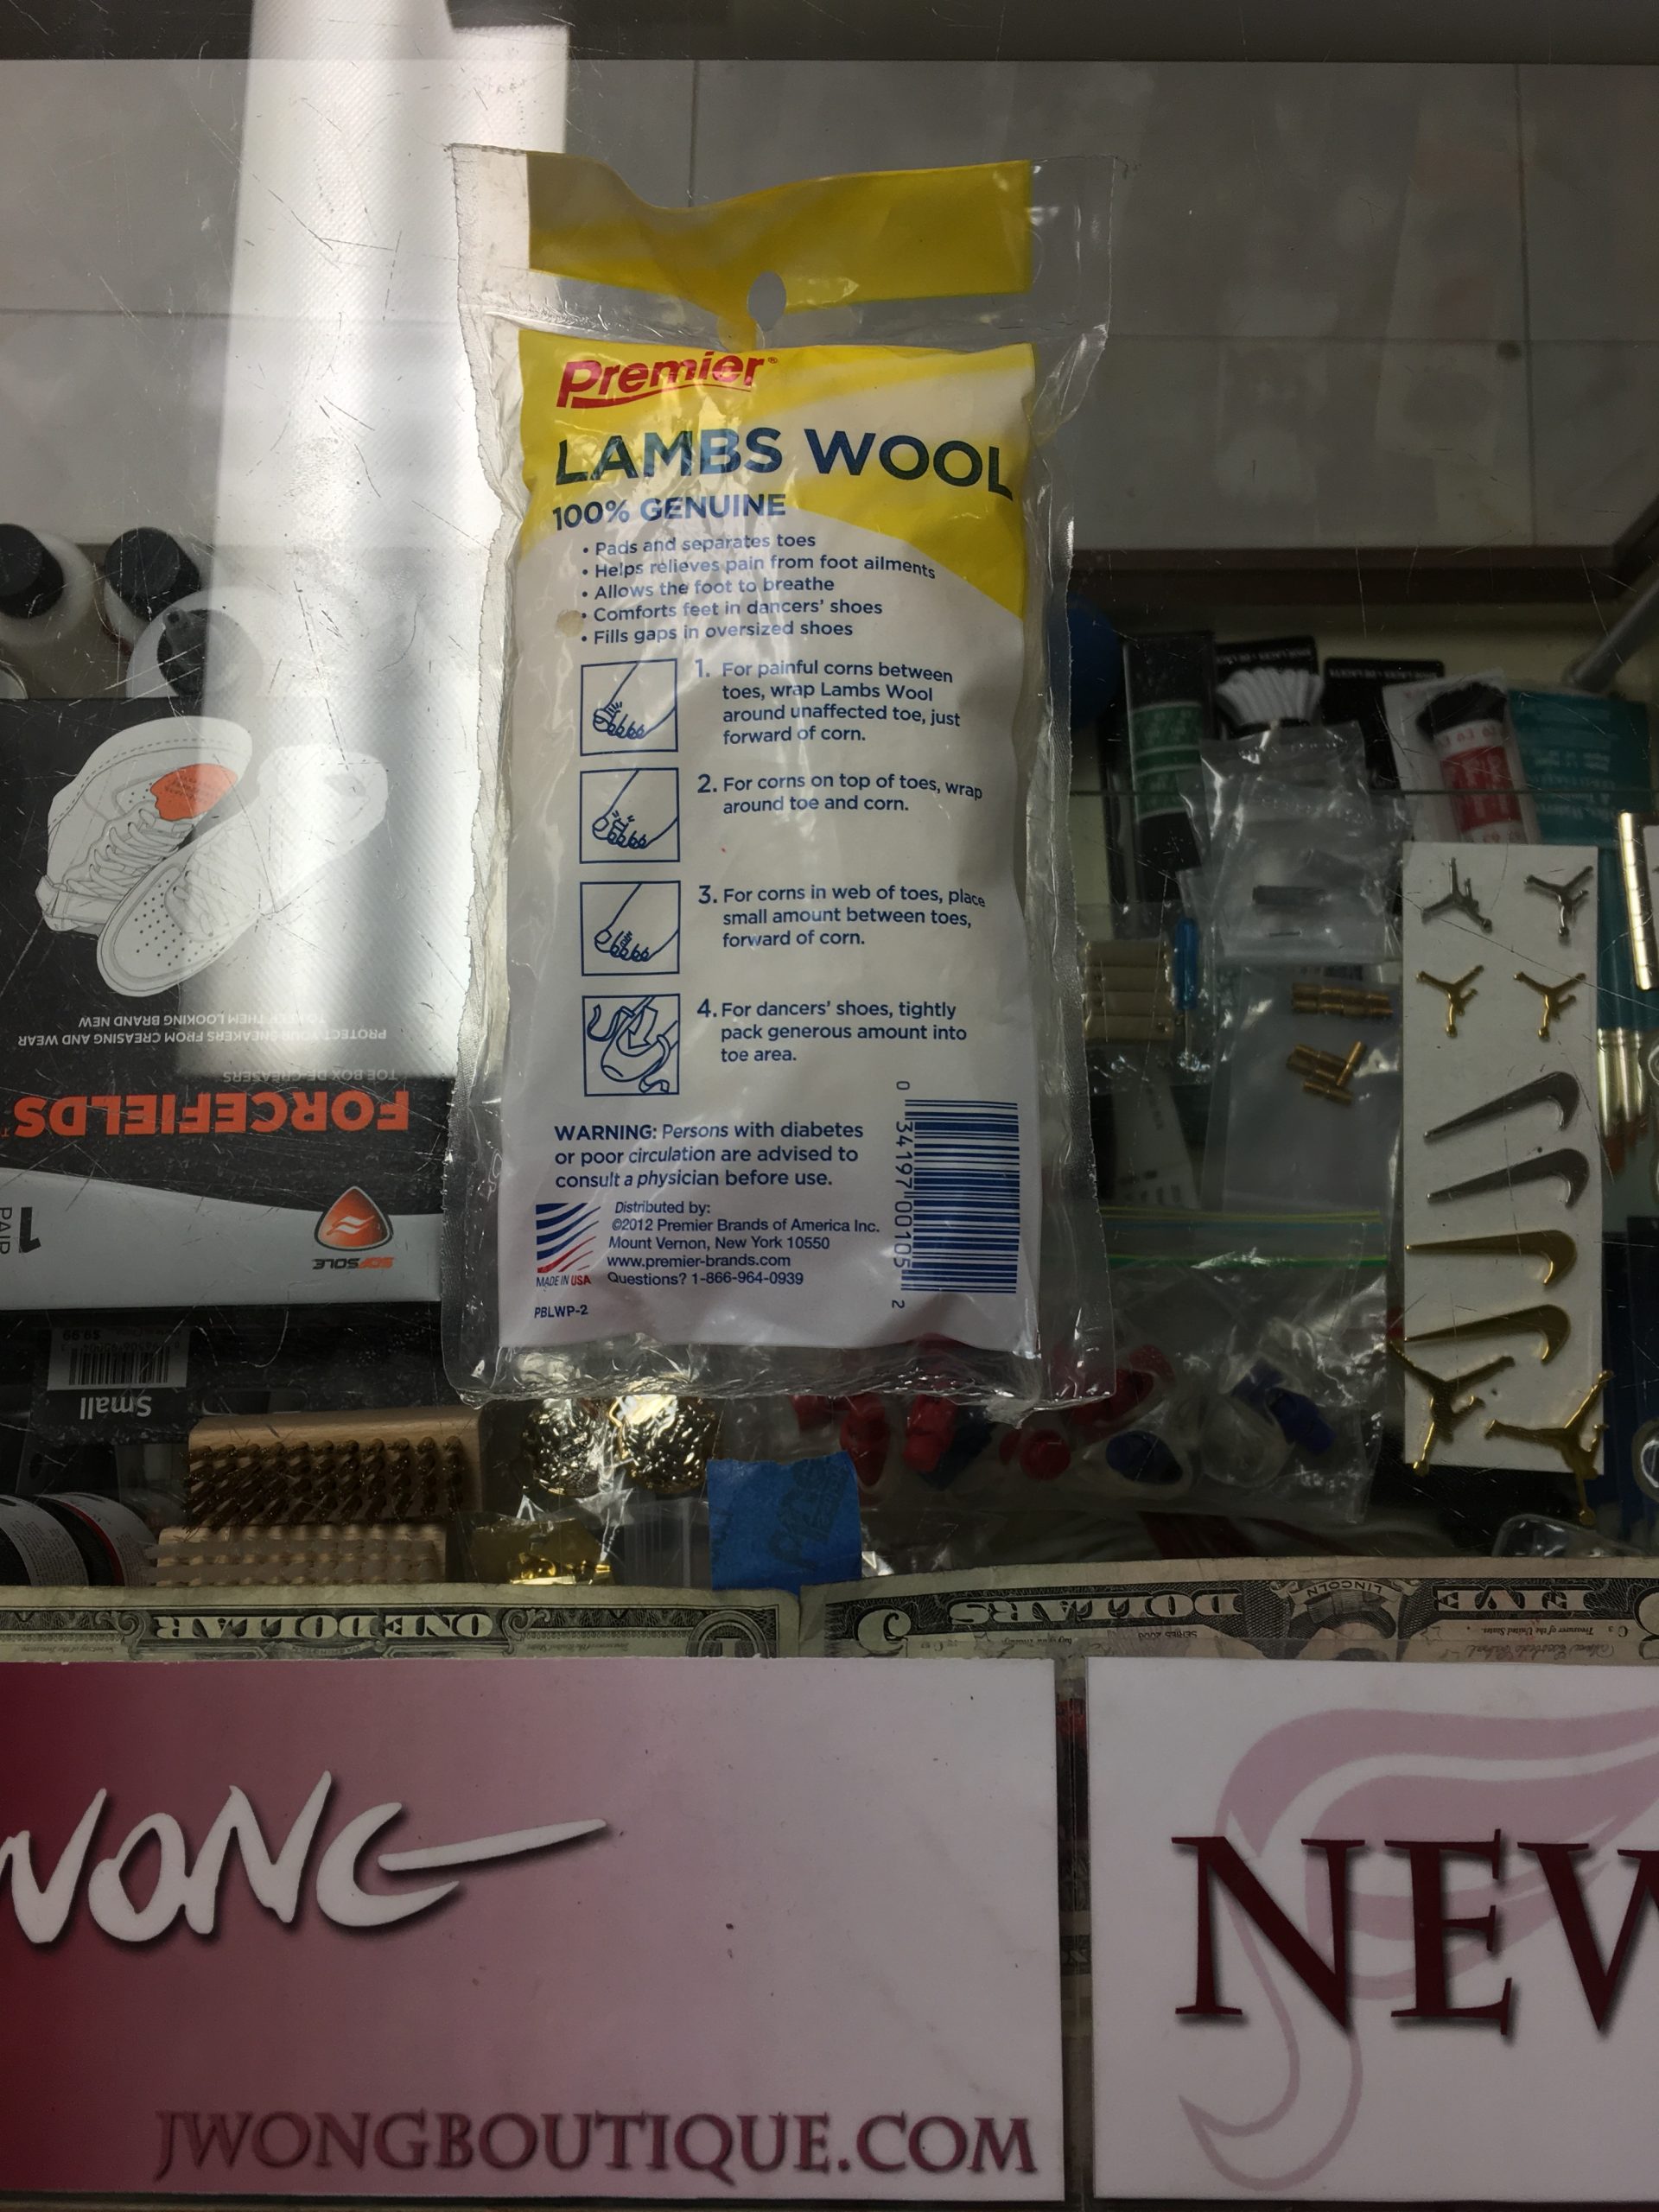 Premier®
LAMBS WOOL
100% GENUINE
• Pads and separates toes
• Helps relieves pain from foot ailments
• Allows the foot to breathe
• Comforts feet in dancers' shoes
• Fills gaps in oversized shoes
1. For painful corns between
toes, wrap Lambs Wool
around unaffected toe, just
forward of corn.
2. For corns on top of toes, wrap
around toe and corn.
3. For corns in web of toes, place
small amount between toes,
forward of corn.
4. For dancers' shoes, tightly
pack generous amount into
toe area.
WARNING: Persons with diabetes
or poor circulation are advised to
consult a physician before use.
Distributed by:
©2012 Premier Brands of America Inc.
Mount Vernon, New York 10550
www.premier-brands.com
Questions? 1-866-964-0939
MADE IN USA
PBLWP-2
0 34197 00105 2
SOFSOLE
1 PAIR
FORCEFIELDS
TOE BOX DE-CREASERS
PROTECT YOUR SNEAKERS FROM CREASING AND WEAR
TO KEEP THEM LOOKING BRAND NEW
Small
$9.99
ONE DOLLAR
FIVE DOLLARS
LINCOLN
5
WONG
JWONGBOUTIQUE.COM
NEW